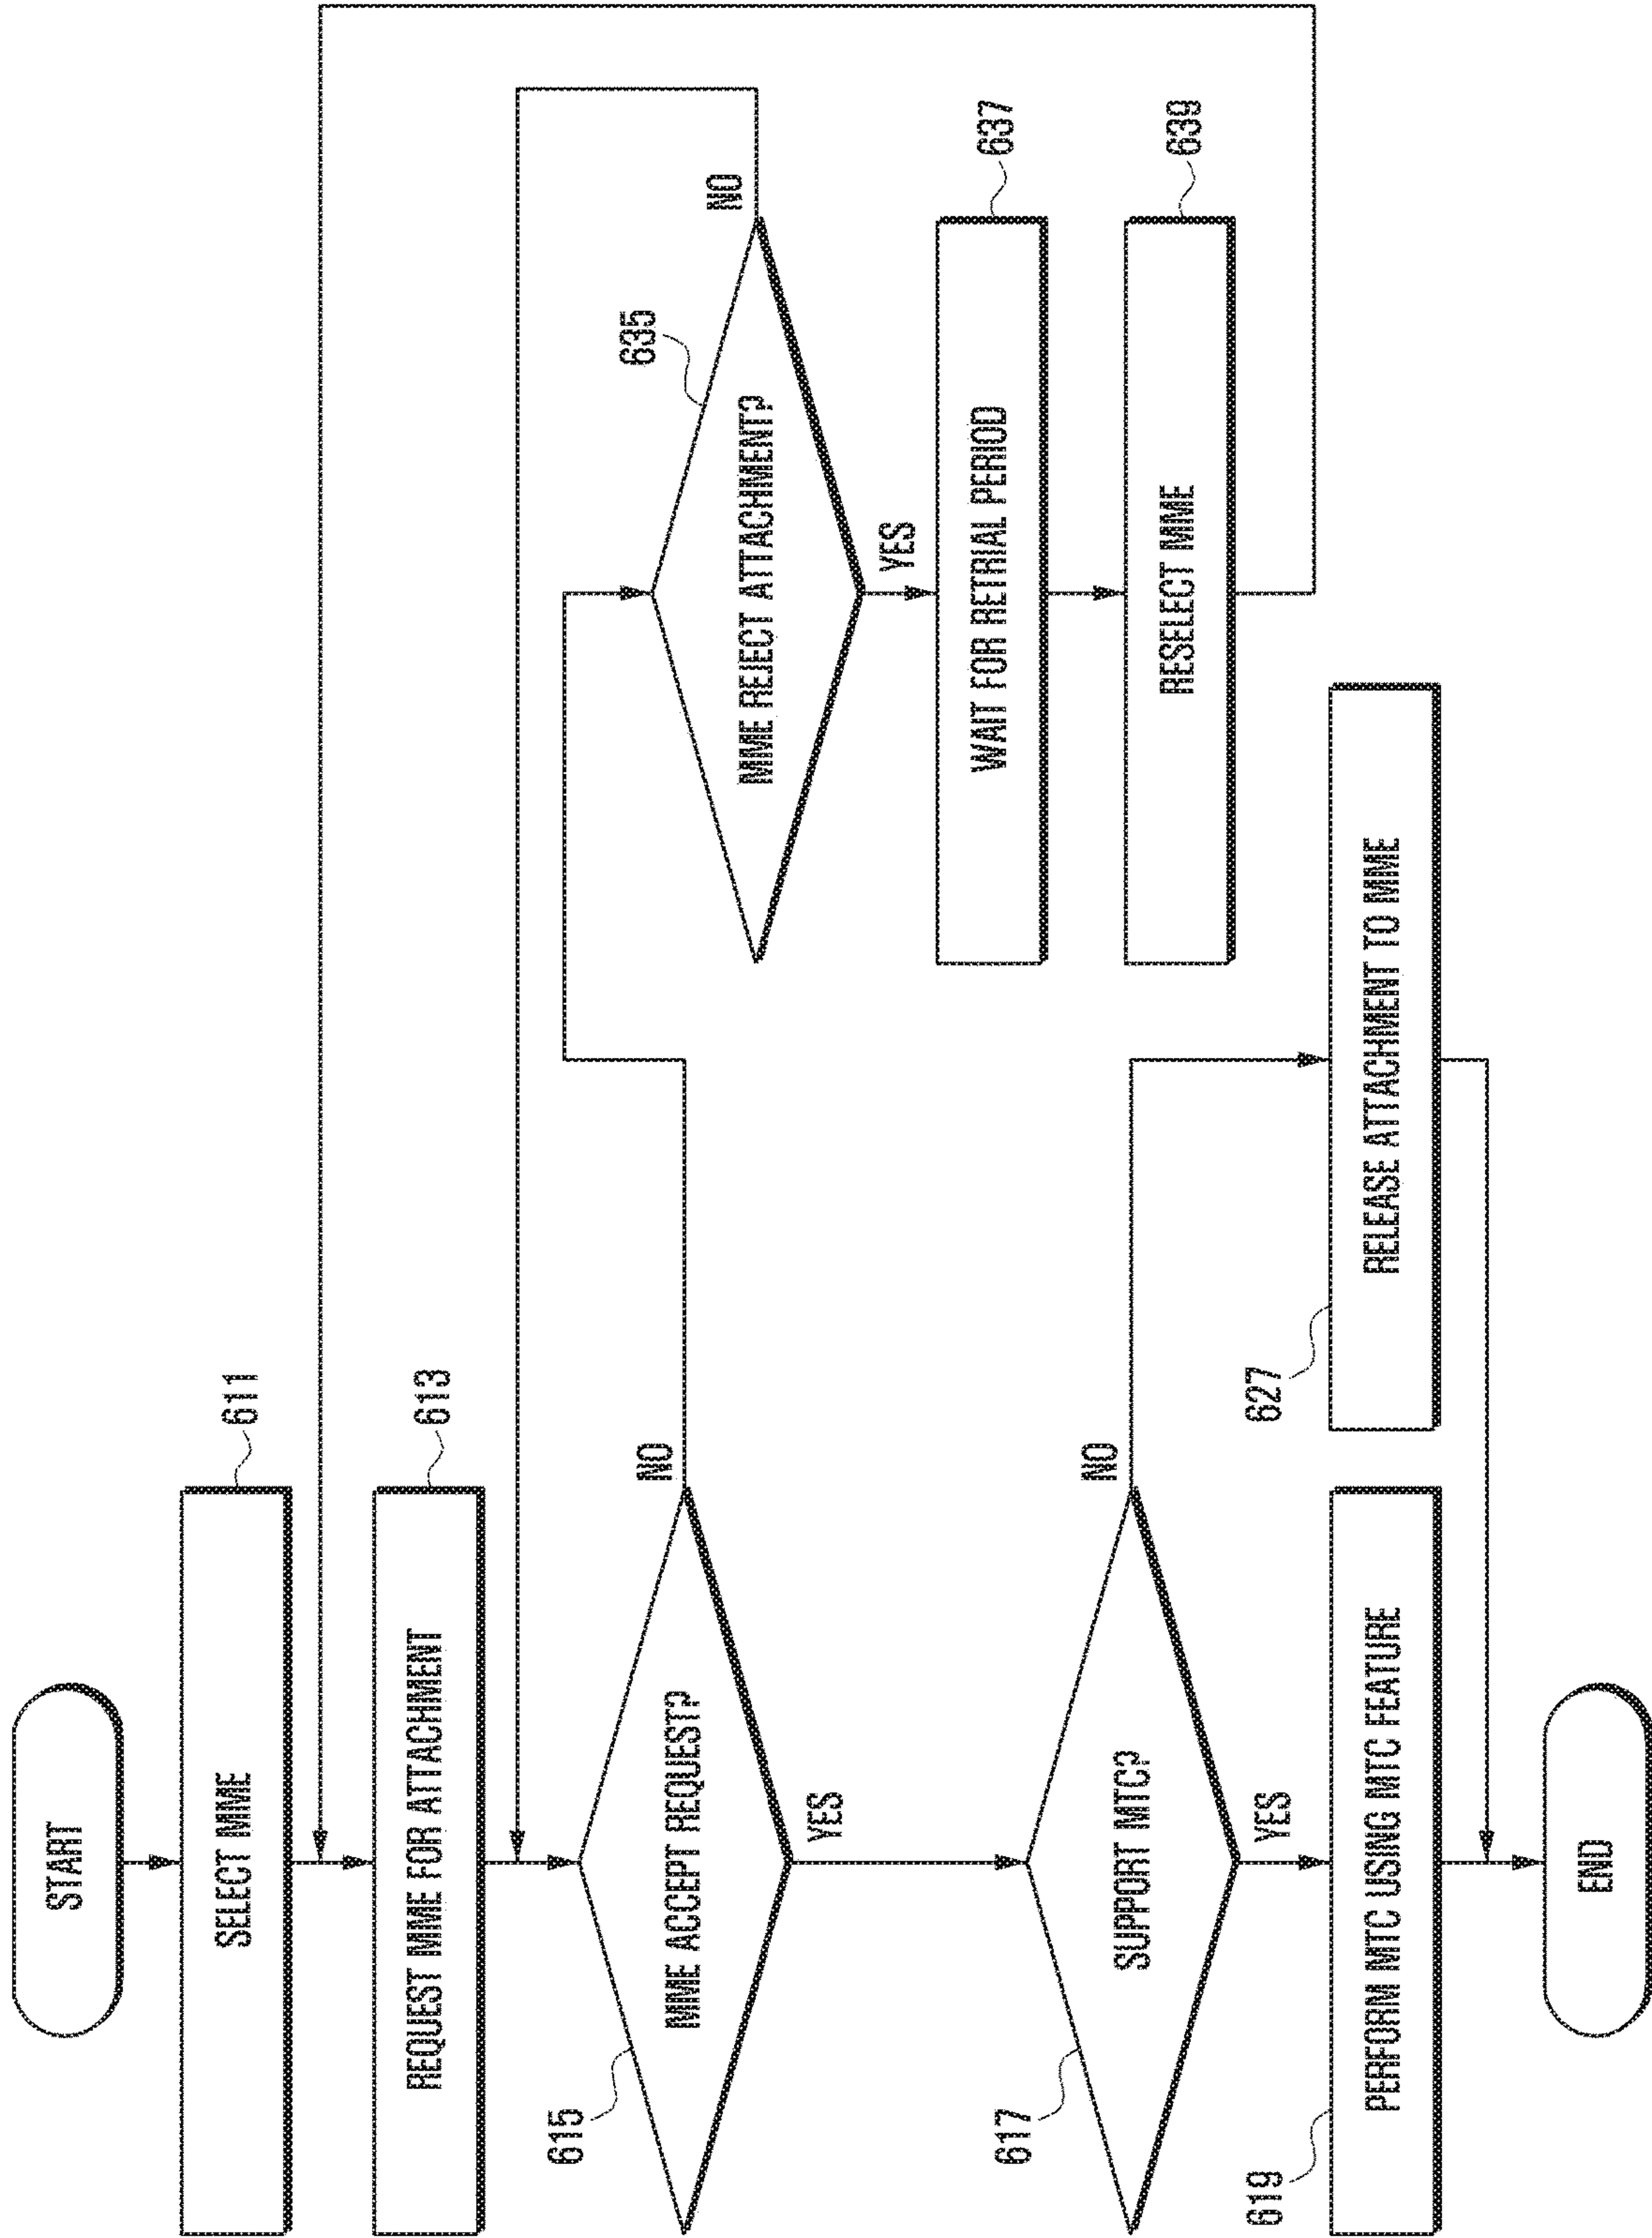 START
SELECT MME
611
REQUEST MME FOR ATTACHMENT
613
615
MME ACCEPT REQUEST?
NO
YES
635
MME REJECT ATTACHMENT?
NO
YES
WAIT FOR RETRIAL PERIOD
637
RESELECT MME
639
617
SUPPORT MTC?
NO
YES
619
PERFORM MTC USING MTC FEATURE
627
RELEASE ATTACHMENT TO MME
END